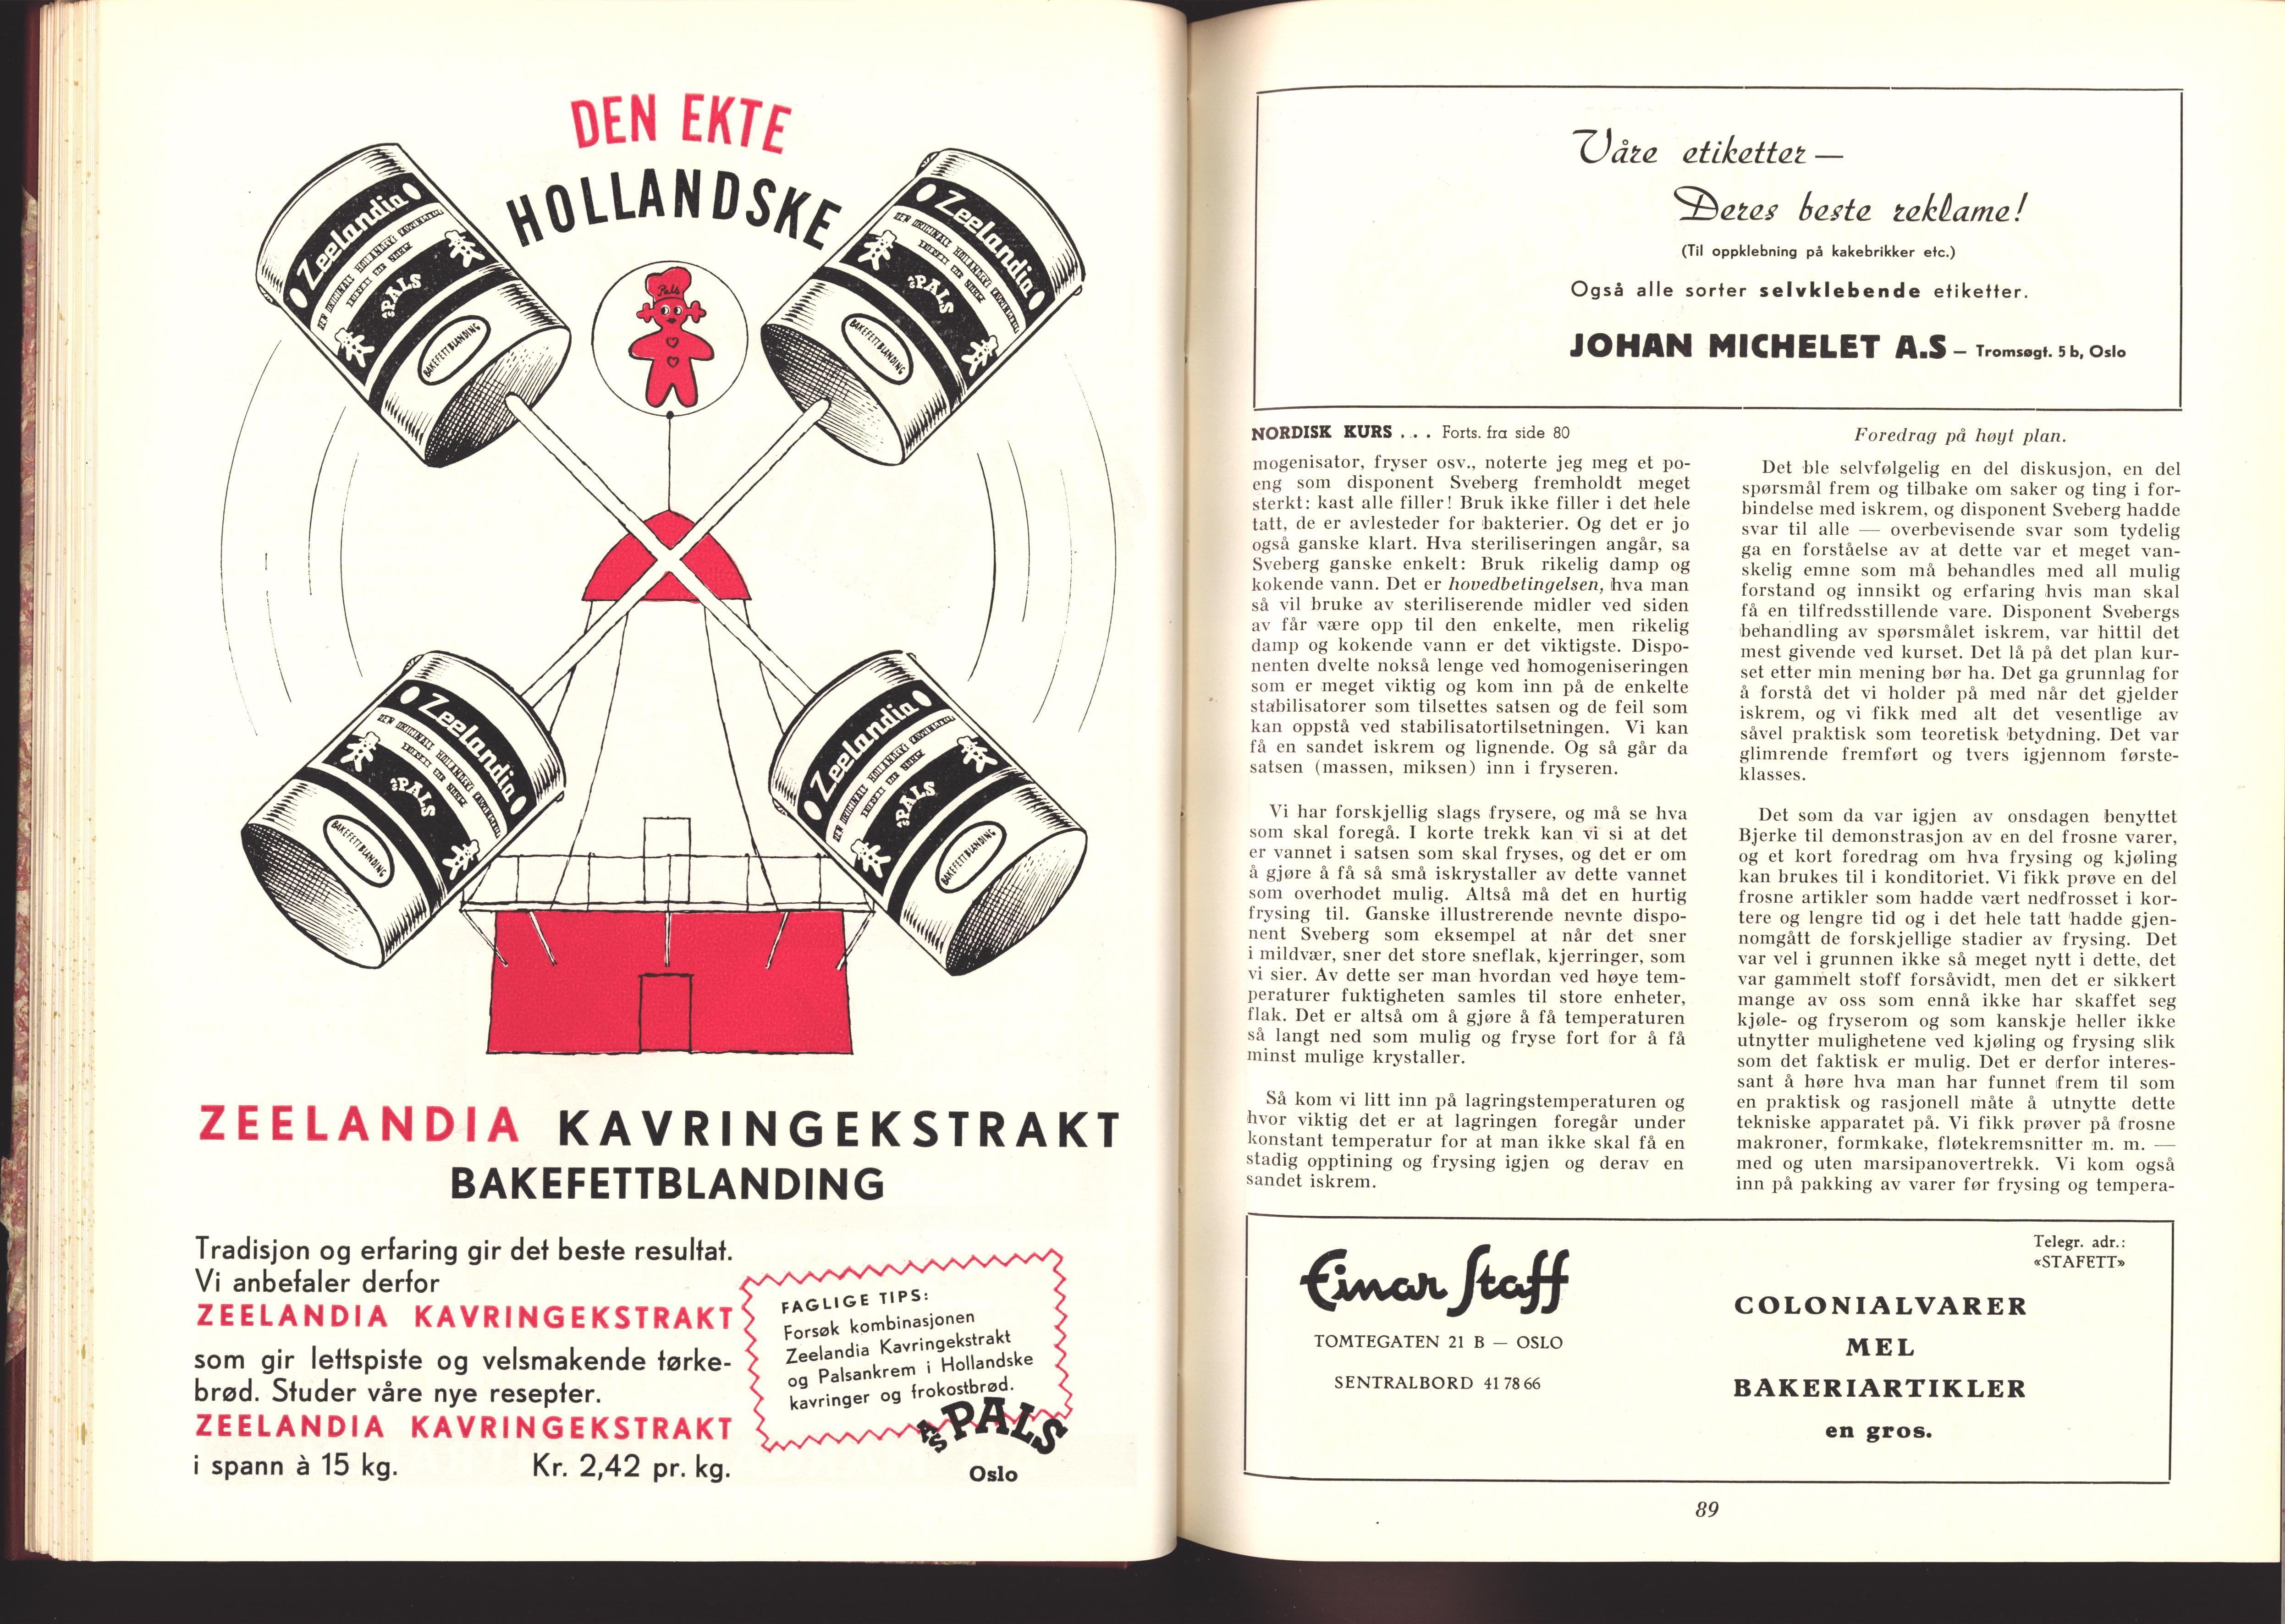 DEN EKTE
HOLLANDSKE
Zeelandia
DEN ORIGINALE HOLLANDSKE KAVRINGEKSTRAKT
A/S PALS
BAKEFETTBLANDING
Zeelandia
DEN ORIGINALE HOLLANDSKE KAVRINGEKSTRAKT
A/S PALS
BAKEFETTBLANDING
Pals
Zeelandia
A/S PALS
BAKEFETTBLANDING
Zeelandia
A/S PALS
BAKEFETTBLANDING
ZEELANDIA KAVRINGEKSTRAKT
BAKEFETTBLANDING
Tradisjon og erfaring gir det beste resultat.
Vi anbefaler derfor
ZEELANDIA KAVRINGEKSTRAKT
som gir lettspiste og velsmakende tørke-
brød. Studer våre nye resepter.
ZEELANDIA KAVRINGEKSTRAKT
i spann à 15 kg. Kr. 2,42 pr. kg.
FAGLIGE TIPS:
Forsøk kombinasjonen
Zeelandia Kavringekstrakt
og Palsankrem i Hollandske
kavringer og frokostbrød.
A/S PALS
Oslo
Våre etiketter —
Deres beste reklame!
(Til oppklebning på kakebrikker etc.)
Også alle sorter selvklebende etiketter.
JOHAN MICHELET A.S – Tromsøgt. 5 b, Oslo
NORDISK KURS . . . Forts. fra side 80
mogenisator, fryser osv., noterte jeg meg et po-
eng som disponent Sveberg fremholdt meget
sterkt: kast alle filler! Bruk ikke filler i det hele
tatt, de er avlesteder for bakterier. Og det er jo
også ganske klart. Hva steriliseringen angår, sa
Sveberg ganske enkelt: Bruk rikelig damp og
kokende vann. Det er hovedbetingelsen, hva man
så vil bruke av steriliserende midler ved siden
av får være opp til den enkelte, men rikelig
damp og kokende vann er det viktigste. Dispo-
nenten dvelte nokså lenge ved homogeniseringen
som er meget viktig og kom inn på de enkelte
stabilisatorer som tilsettes satsen og de feil som
kan oppstå ved stabilisatortilsetningen. Vi kan
få en sandet iskrem og lignende. Og så går da
satsen (massen, miksen) inn i fryseren.
Vi har forskjellig slags frysere, og må se hva
som skal foregå. I korte trekk kan vi si at det
er vannet i satsen som skal fryses, og det er om
å gjøre å få så små iskrystaller av dette vannet
som overhodet mulig. Altså må det en hurtig
frysing til. Ganske illustrerende nevnte dispo-
nent Sveberg som eksempel at når det sner
i mildvær, sner det store sneflak, kjerringer, som
vi sier. Av dette ser man hvordan ved høye tem-
peraturer fuktigheten samles til store enheter,
flak. Det er altså om å gjøre å få temperaturen
så langt ned som mulig og fryse fort for å få
minst mulige krystaller.
Så kom vi litt inn på lagringstemperaturen og
hvor viktig det er at lagringen foregår under
konstant temperatur for at man ikke skal få en
stadig opptining og frysing igjen og derav en
sandet iskrem.
Foredrag på høyt plan.
Det ble selvfølgelig en del diskusjon, en del
spørsmål frem og tilbake om saker og ting i for-
bindelse med iskrem, og disponent Sveberg hadde
svar til alle — overbevisende svar som tydelig
ga en forståelse av at dette var et meget van-
skelig emne som må behandles med all mulig
forstand og innsikt og erfaring hvis man skal
få en tilfredsstillende vare. Disponent Svebergs
behandling av spørsmålet iskrem, var hittil det
mest givende ved kurset. Det lå på det plan kur-
set etter min mening bør ha. Det ga grunnlag for
å forstå det vi holder på med når det gjelder
iskrem, og vi fikk med alt det vesentlige av
såvel praktisk som teoretisk betydning. Det var
glimrende fremført og tvers igjennom første-
klasses.
Det som da var igjen av onsdagen benyttet
Bjerke til demonstrasjon av en del frosne varer,
og et kort foredrag om hva frysing og kjøling
kan brukes til i konditoriet. Vi fikk prøve en del
frosne artikler som hadde vært nedfrosset i kor-
tere og lengre tid og i det hele tatt hadde gjen-
nomgått de forskjellige stadier av frysing. Det
var vel i grunnen ikke så meget nytt i dette, det
var gammelt stoff forsåvidt, men det er sikkert
mange av oss som ennå ikke har skaffet seg
kjøle- og fryserom og som kanskje heller ikke
utnytter mulighetene ved kjøling og frysing slik
som det faktisk er mulig. Det er derfor interes-
sant å høre hva man har funnet frem til som
en praktisk og rasjonell måte å utnytte dette
tekniske apparatet på. Vi fikk prøver på frosne
makroner, formkake, fløtekremsnitter m. m. —
med og uten marsipanovertrekk. Vi kom også
inn på pakking av varer før frysing og tempera-
Einar Staff
TOMTEGATEN 21 B — OSLO
SENTRALBORD 41 78 66
Telegr. adr.:
«STAFETT»
COLONIALVARER
MEL
BAKERIARTIKLER
en gros.
89